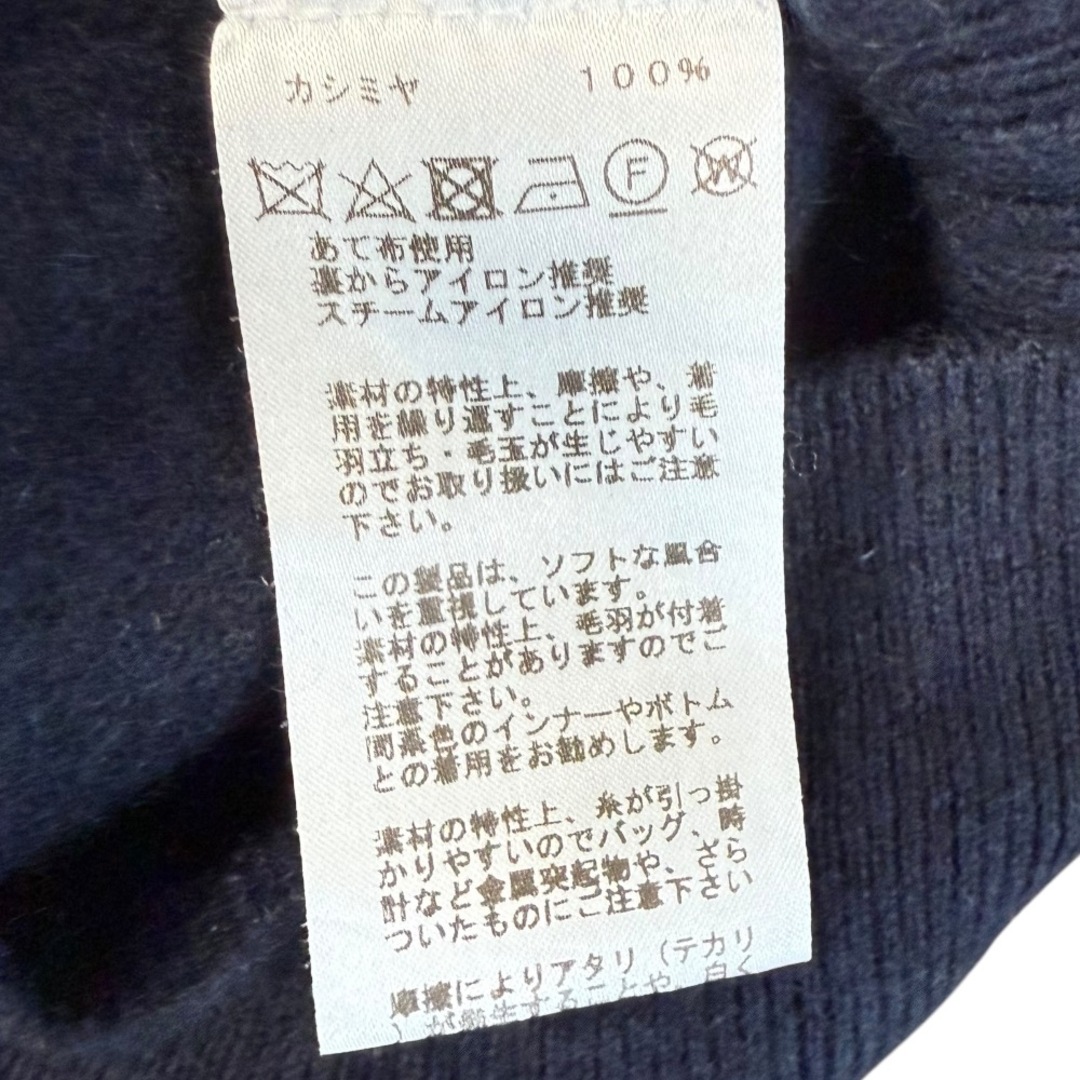 カシミヤ 100%
F W
あて布使用
裏からアイロン推奨
スチームアイロン推奨
素材の特性上、摩擦や、着
用を繰り返すことにより毛
羽立ち・毛玉が生じやすい
のでお取り扱いにはご注意
下さい。
この製品は、ソフトな風合
いを重視しています。
素材の特性上、毛羽が付着
することがありますのでご
注意下さい。
同系色のインナーやボトム
との着用をお勧めします。
素材の特性上、糸が引っ掛
かりやすいのでバッグ、時
計など金属突起物や、ざら
ついたものにご注意下さい
摩擦によりアタリ（テカリ
）が発生することや、白く